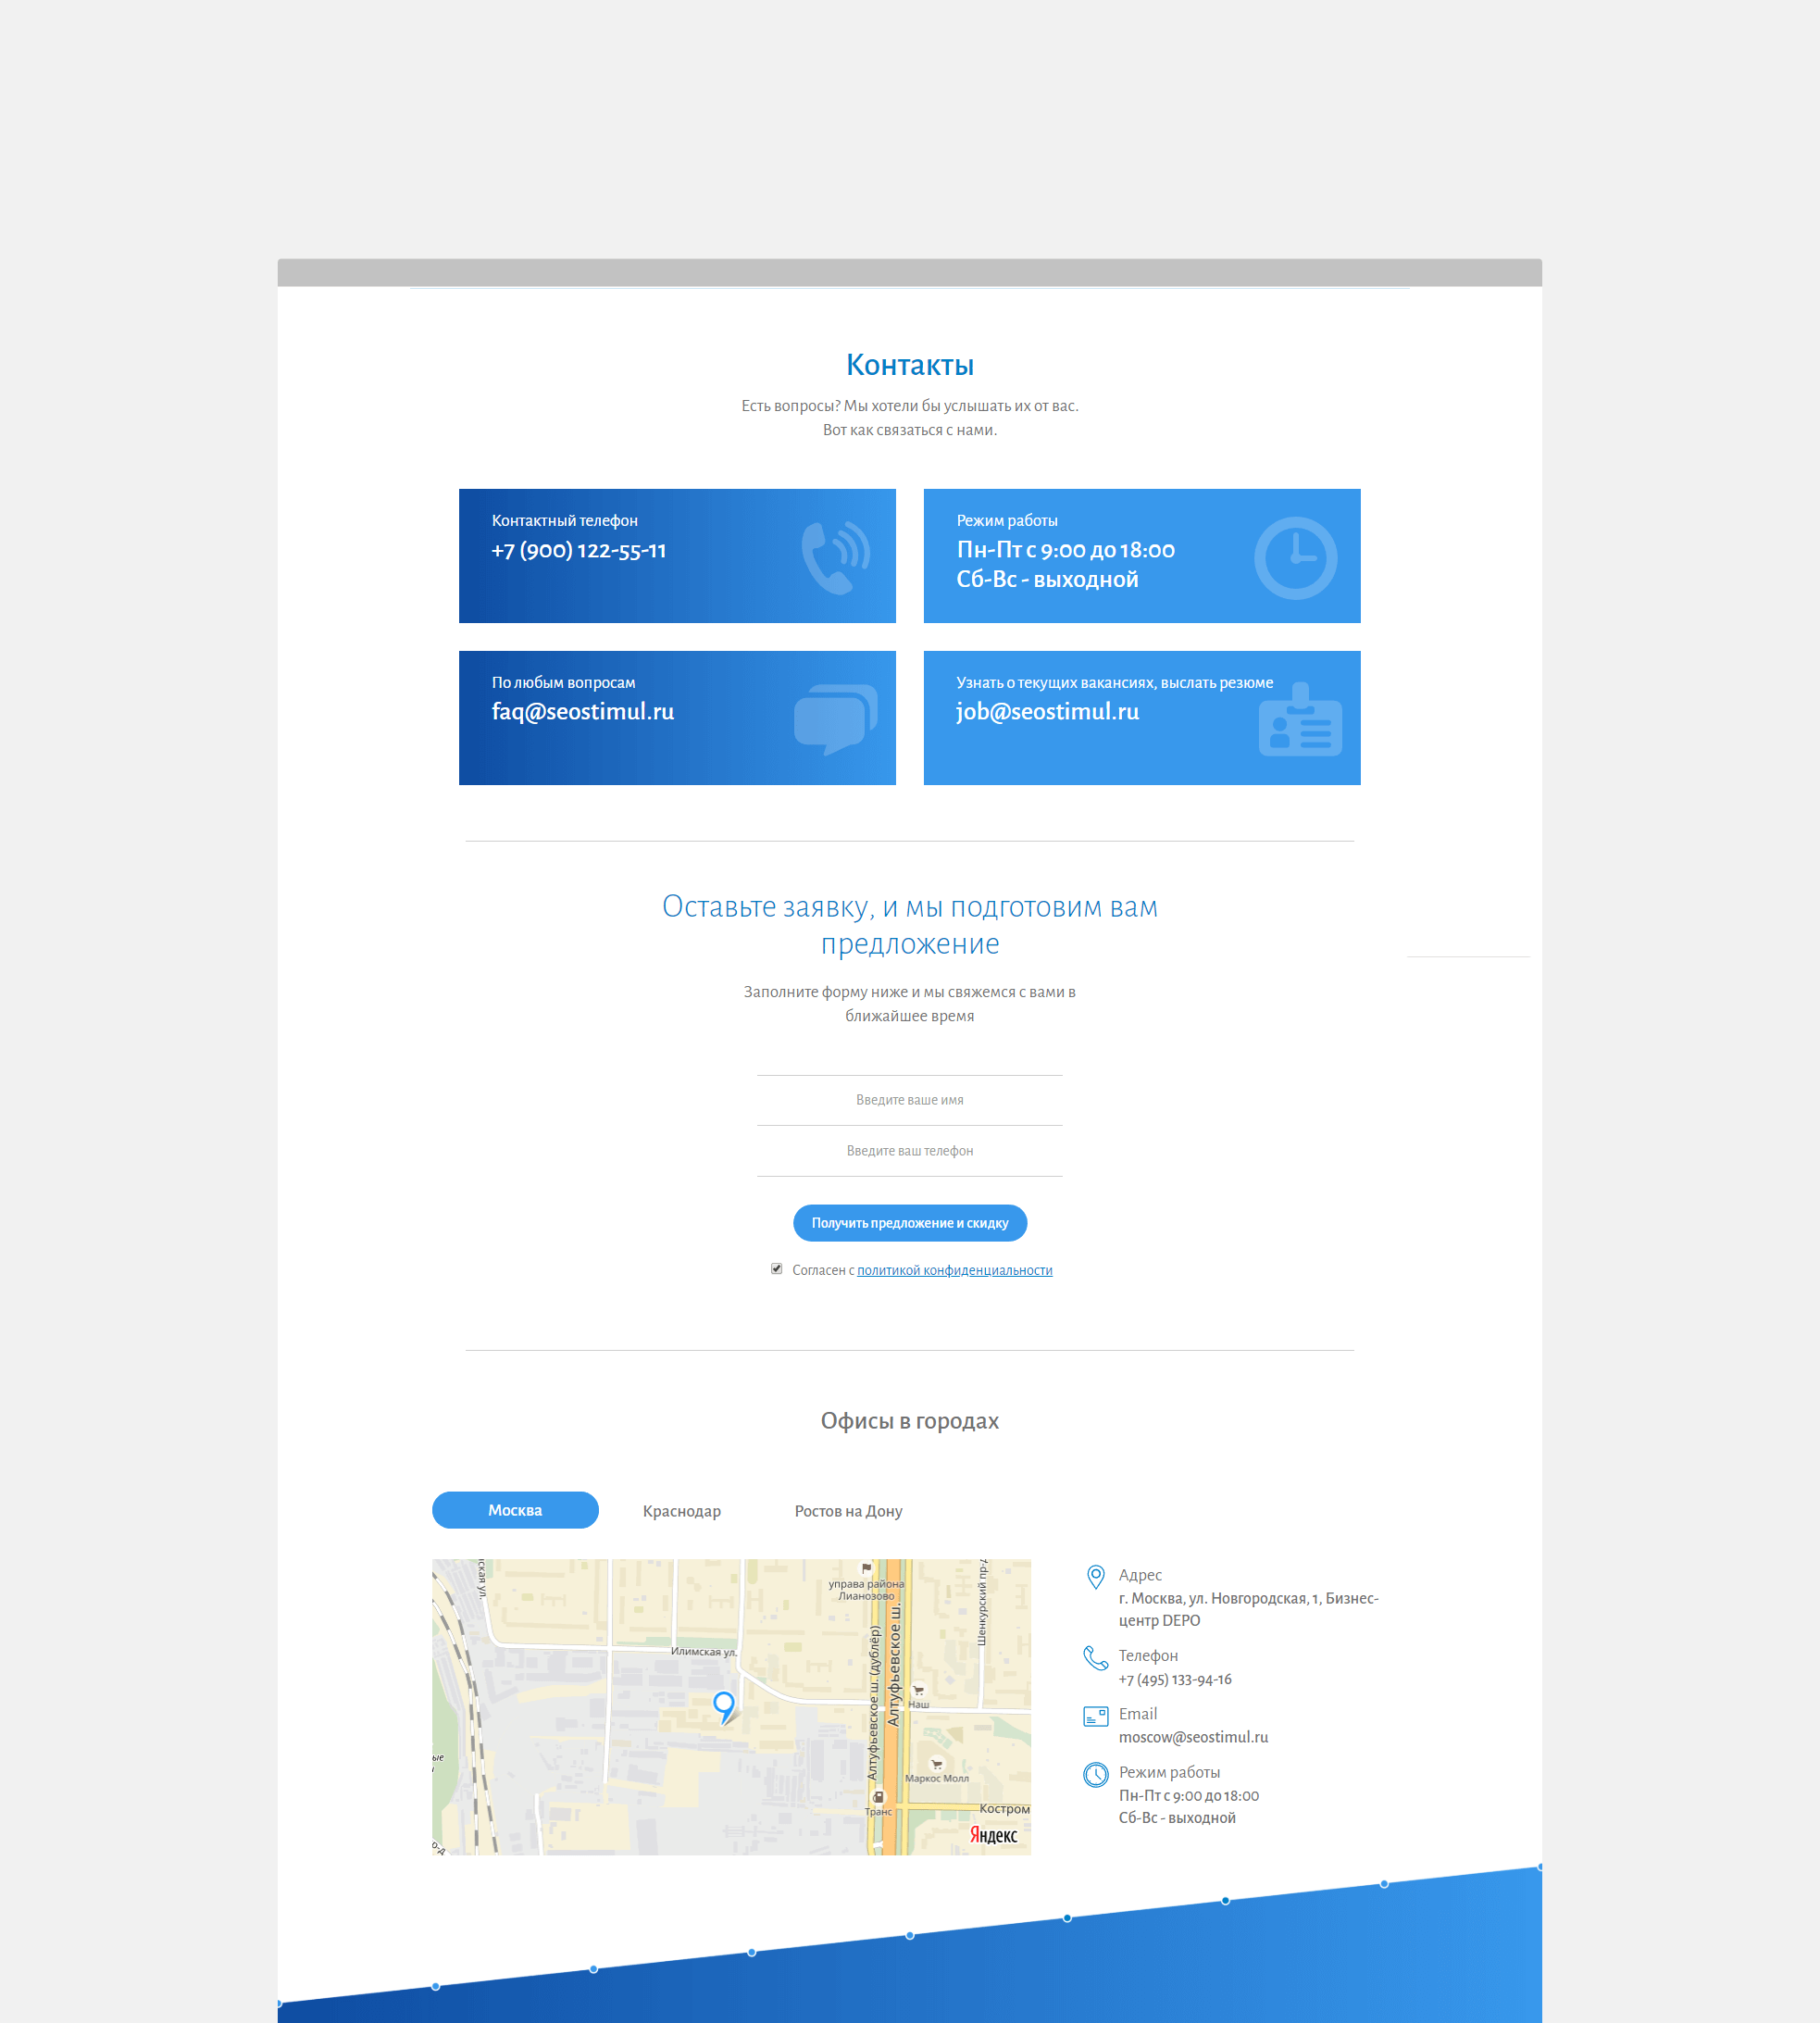 Контакты
Есть вопросы? Мы хотели бы услышать их от вас.
Вот как связаться с нами.
Контактный телефон
+7 (900) 122-55-11
Режим работы
Пн-Пт с 9:00 до 18:00
Сб-Вс - выходной
По любым вопросам
faq@seostimul.ru
Узнать о текущих вакансиях, выслать резюме
job@seostimul.ru
Оставьте заявку, и мы подготовим вам
предложение
Заполните форму ниже и мы свяжемся с вами в
ближайшее время
Введите ваше имя
Введите ваш телефон
Получить предложение и скидку
Согласен с политикой конфиденциальности
Офисы в городах
Москва
Краснодар
Ростов на Дону
управа района
Лианозово
Шенкурский пр-д
Илимская ул.
Алтуфьевское ш. (дублёр)
Алтуфьевское ш.
Наш
Маркос Молл
Транс
Костром
Яндекс
Адрес
г. Москва, ул. Новгородская, 1, Бизнес-
центр DEPO
Телефон
+7 (495) 133-94-16
Email
moscow@seostimul.ru
Режим работы
Пн-Пт с 9:00 до 18:00
Сб-Вс - выходной